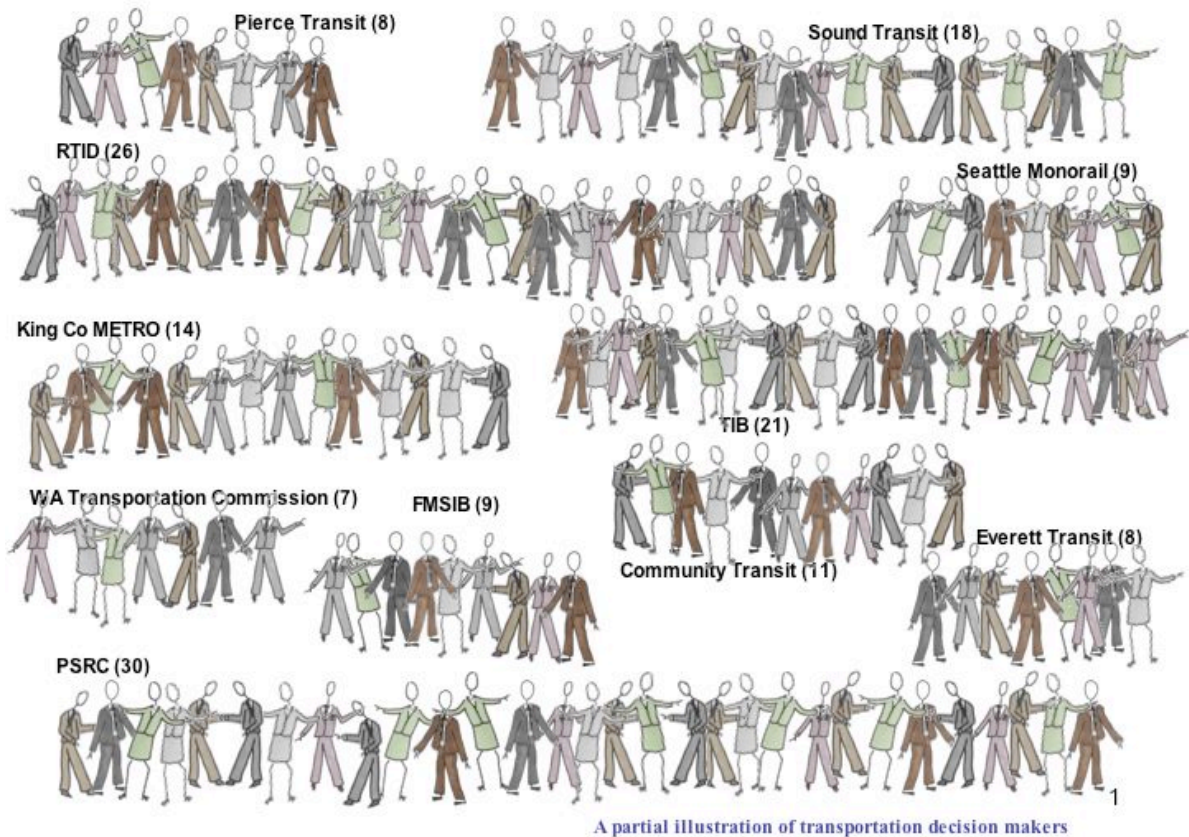 Pierce Transit (8)
Sound Transit (18)
RTID (26)
Seattle Monorail (9)
King Co METRO (14)
TIB (21)
WA Transportation Commission (7)
FMSIB (9)
Everett Transit (8)
Community Transit (11)
PSRC (30)
1
A partial illustration of transportation decision makers